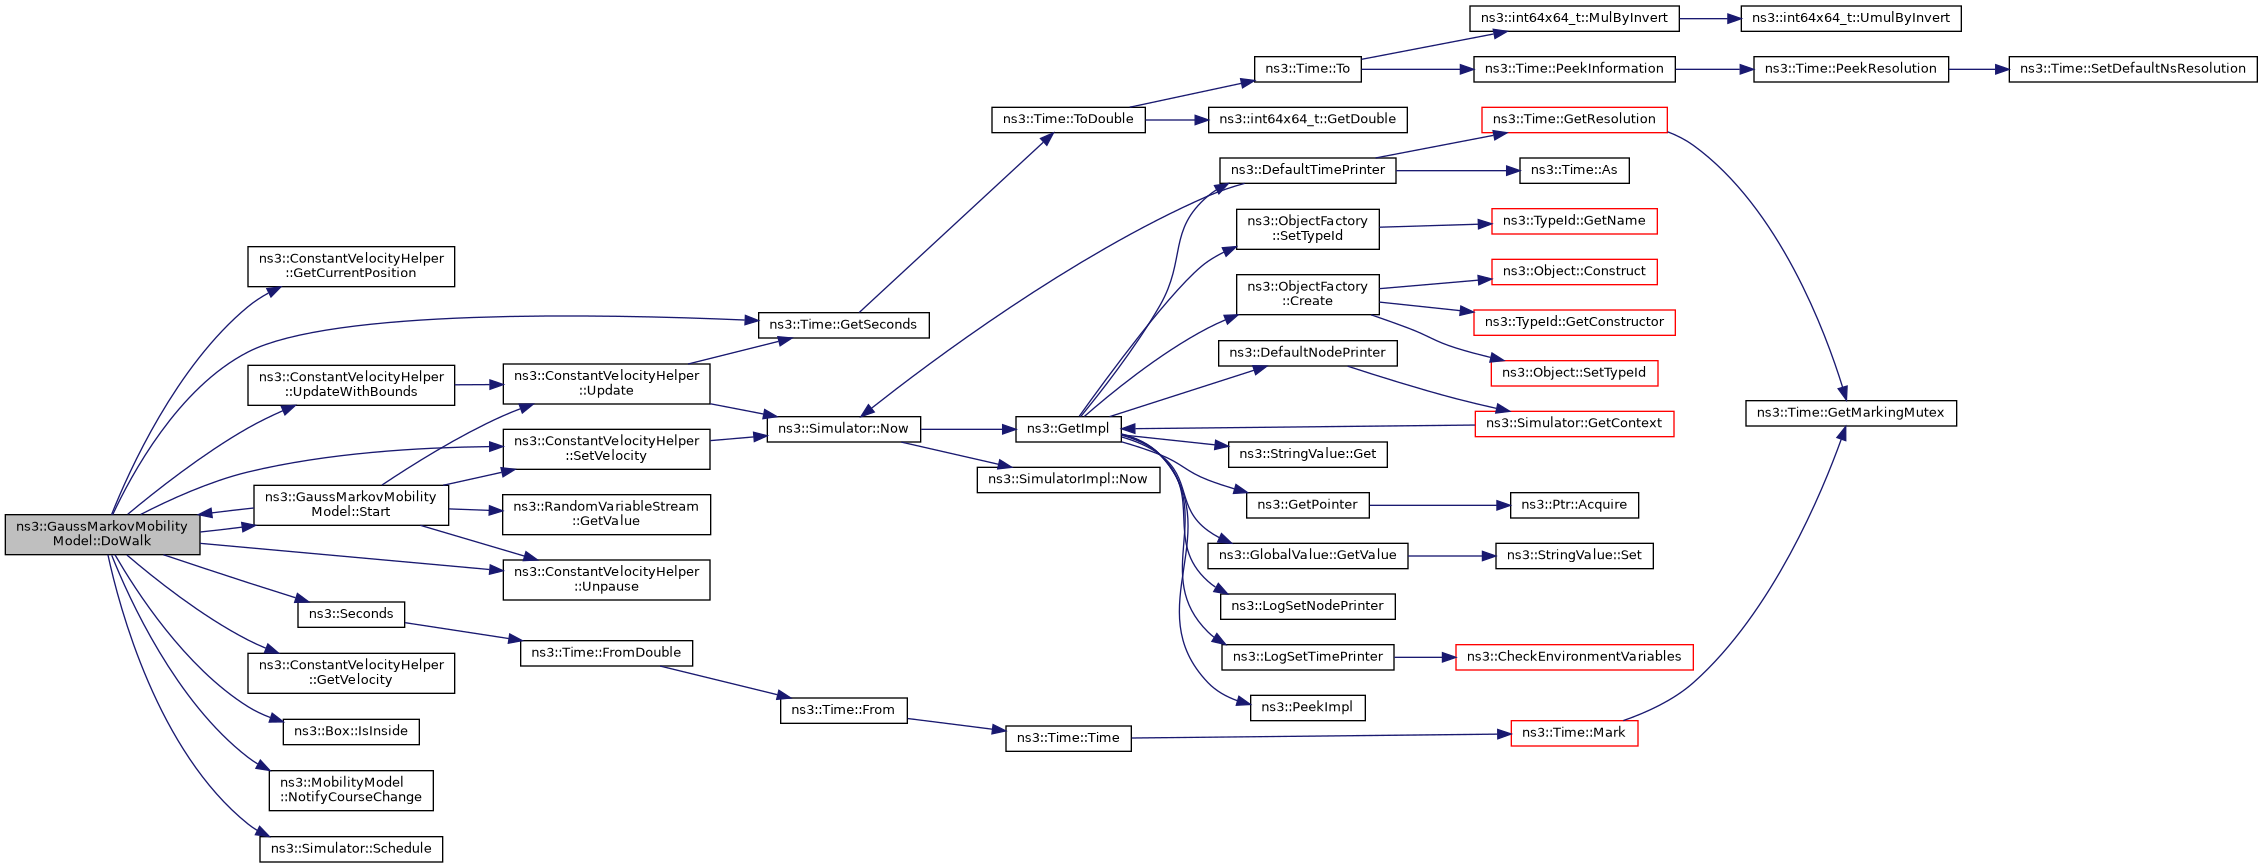 ns3::int64x64_t::MulByInvert
ns3::int64x64_t::UmulByInvert
ns3::Time::To
ns3::Time::PeekInformation
ns3::Time::PeekResolution
ns3::Time::SetDefaultNsResolution
ns3::Time::ToDouble
ns3::int64x64_t::GetDouble
ns3::Time::GetResolution
ns3::DefaultTimePrinter
ns3::Time::As
ns3::ObjectFactory
::SetTypeId
ns3::TypeId::GetName
ns3::ConstantVelocityHelper
::GetCurrentPosition
ns3::ObjectFactory
::Create
ns3::Object::Construct
ns3::TypeId::GetConstructor
ns3::Time::GetSeconds
ns3::DefaultNodePrinter
ns3::Object::SetTypeId
ns3::ConstantVelocityHelper
::UpdateWithBounds
ns3::ConstantVelocityHelper
::Update
ns3::Time::GetMarkingMutex
ns3::Simulator::Now
ns3::GetImpl
ns3::Simulator::GetContext
ns3::ConstantVelocityHelper
::SetVelocity
ns3::StringValue::Get
ns3::SimulatorImpl::Now
ns3::GaussMarkovMobility
Model::Start
ns3::RandomVariableStream
::GetValue
ns3::GetPointer
ns3::Ptr::Acquire
ns3::GaussMarkovMobility
Model::DoWalk
ns3::GlobalValue::GetValue
ns3::StringValue::Set
ns3::ConstantVelocityHelper
::Unpause
ns3::Seconds
ns3::LogSetNodePrinter
ns3::Time::FromDouble
ns3::LogSetTimePrinter
ns3::CheckEnvironmentVariables
ns3::ConstantVelocityHelper
::GetVelocity
ns3::Time::From
ns3::PeekImpl
ns3::Box::IsInside
ns3::Time::Time
ns3::Time::Mark
ns3::MobilityModel
::NotifyCourseChange
ns3::Simulator::Schedule